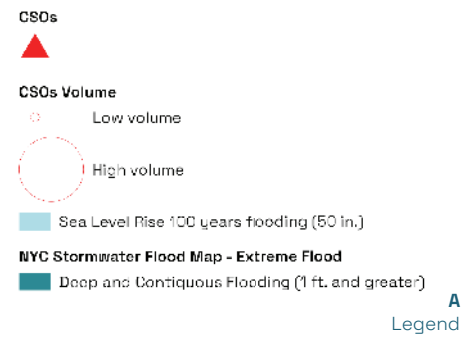 CSOs
CSOs Volume
Low volume
High volume
Sea Level Rise 100 years flooding (50 in.)
NYC Stormwater Flood Map - Extreme Flood
Deep and Contiguous Flooding (1 ft. and greater)
A
Legend